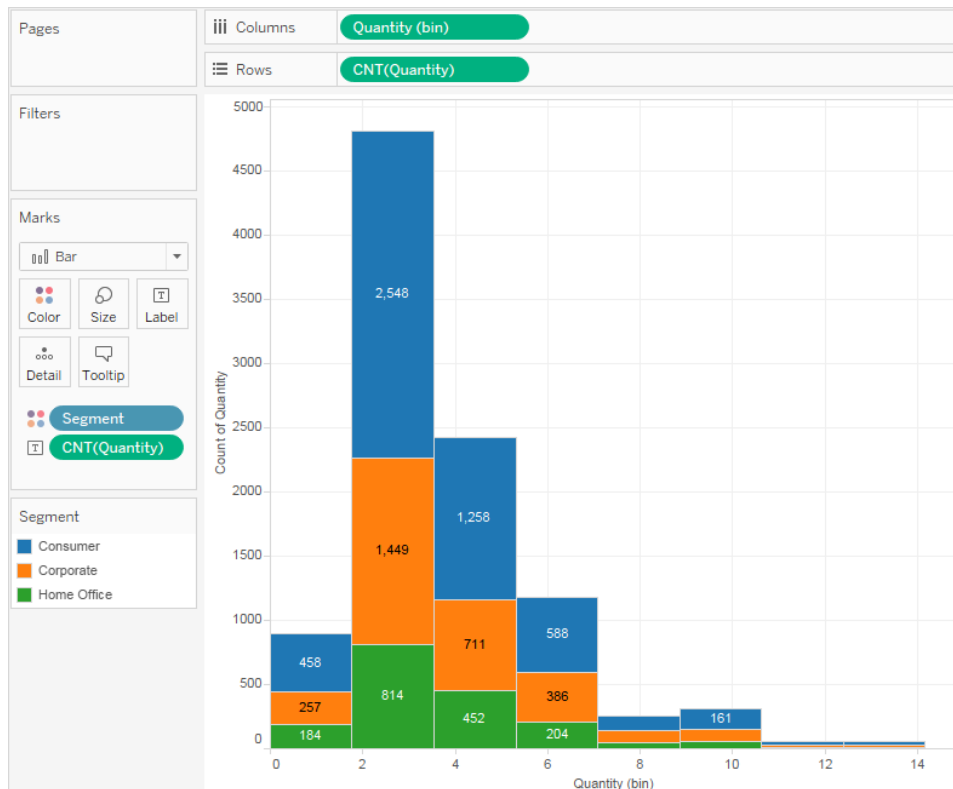 Pages
Columns
Quantity (bin)
Rows
CNT(Quantity)
Filters
Marks
Bar
Color
Size
T
Label
Detail
Tooltip
Segment
T
CNT(Quantity)
Segment
Consumer
Corporate
Home Office
Count of Quantity
5000
4500
4000
3500
3000
2500
2000
1500
1000
500
0
2,548
1,449
814
1,258
711
452
458
257
184
588
386
204
161
0 2 4 6 8 10 12 14
Quantity (bin)